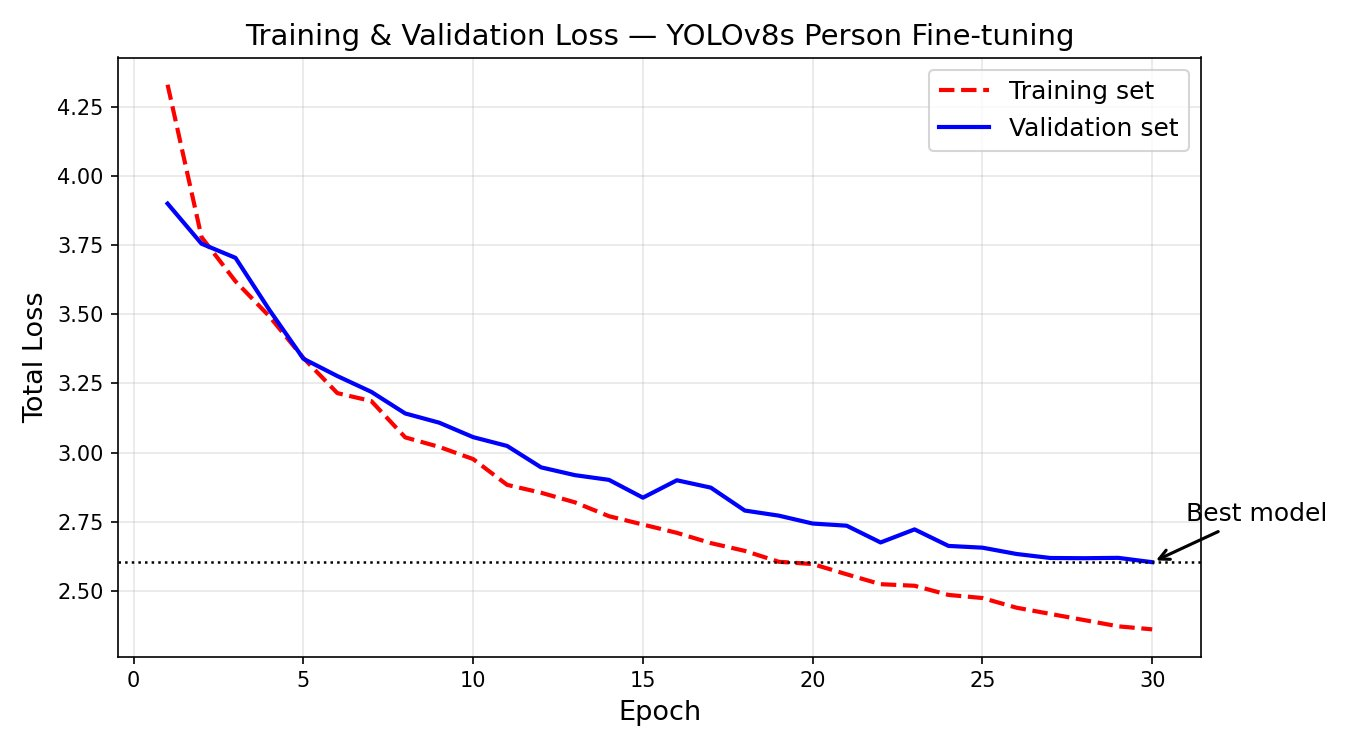 Training & Validation Loss — YOLOv8s Person Fine-tuning
Training set
Validation set
Total Loss
4.25
4.00
3.75
3.50
3.25
3.00
2.75
2.50
Best model
0 5 10 15 20 25 30
Epoch